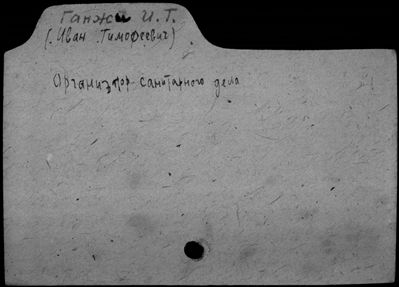 Ганжа И. Т.
(Иван Тимофеевич)
Организатор санитарного дела